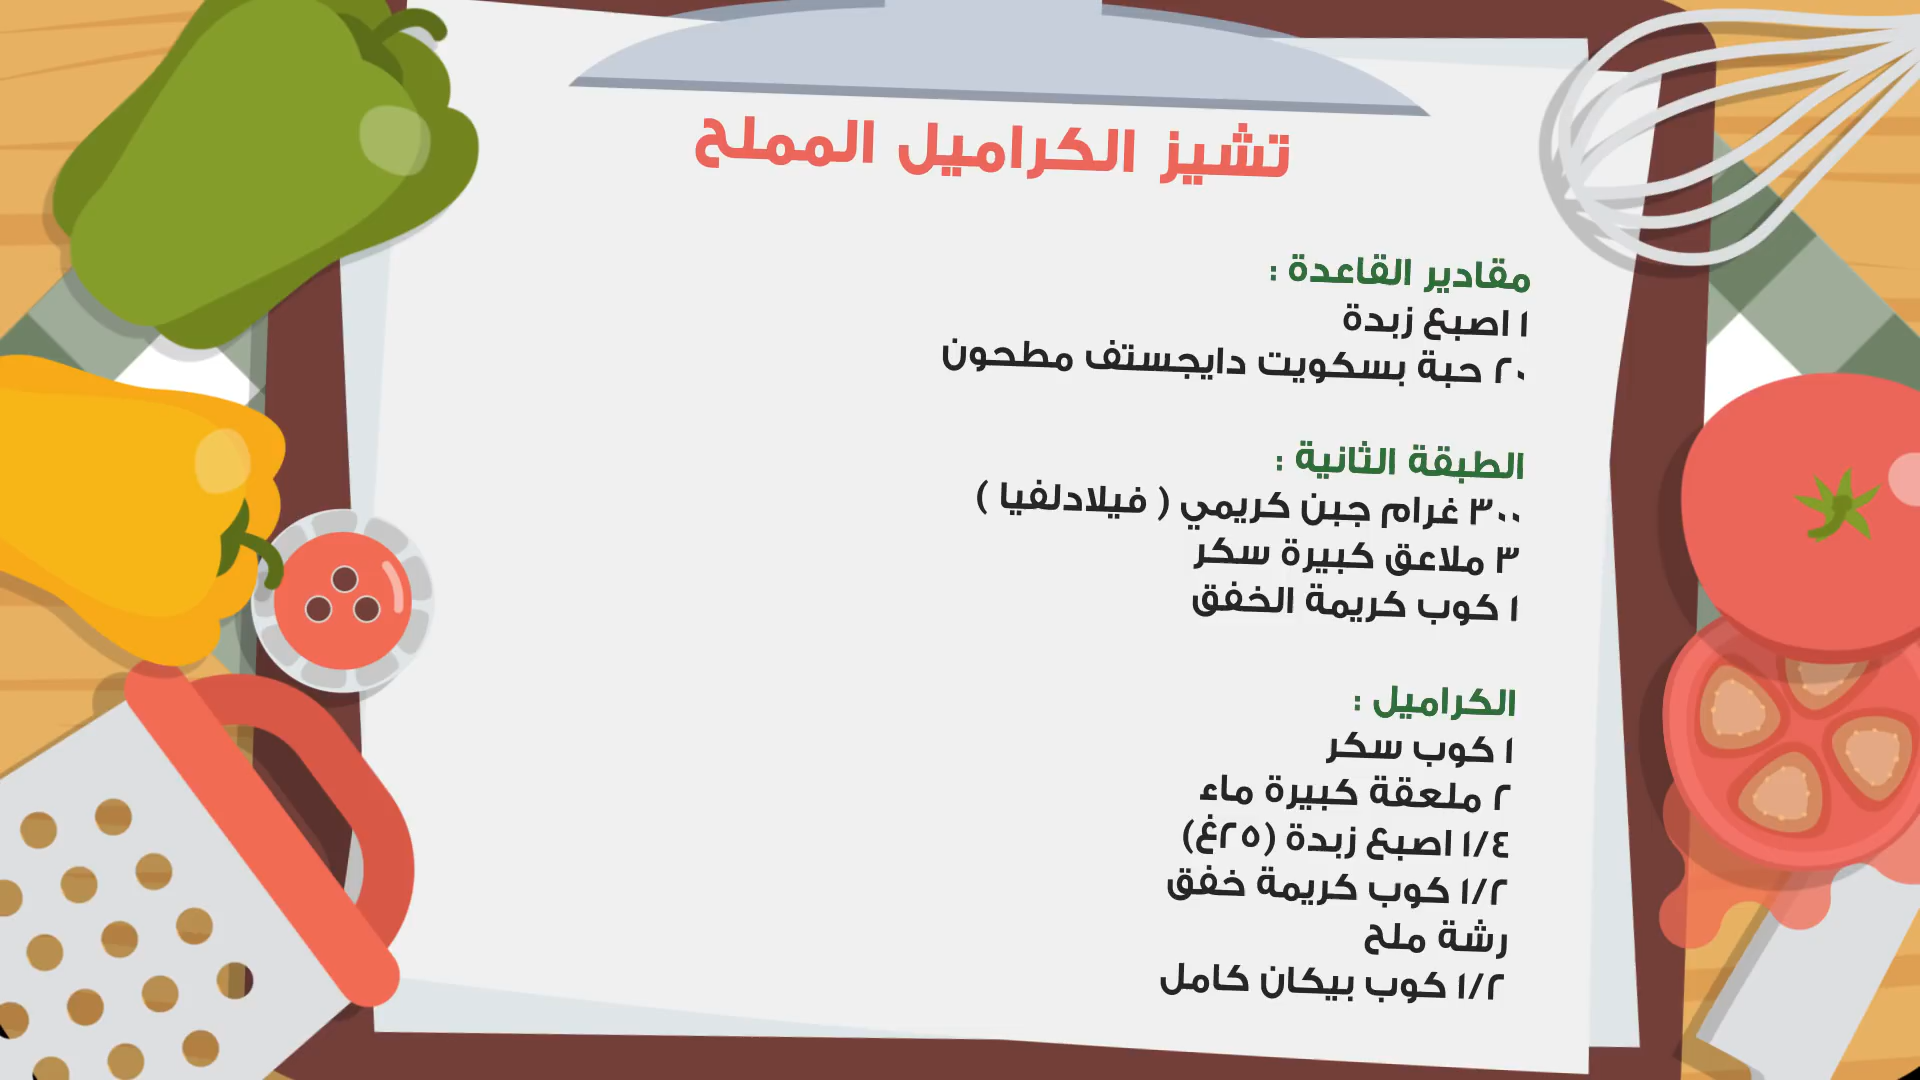 تشيز الكراميل المملح
مقادير القاعدة :
١ اصبع زبدة
٢٠ حبة بسكويت دايجستف مطحون
الطبقة الثانية :
٣٠٠ غرام جبن كريمي ( فيلادلفيا )
٣ ملاعق كبيرة سكر
١ كوب كريمة الخفق
الكراميل :
١ كوب سكر
٢ ملعقة كبيرة ماء
١/٤ اصبع زبدة (٢٥غ)
١/٢ كوب كريمة خفق
رشة ملح
١/٢ كوب بيكان كامل